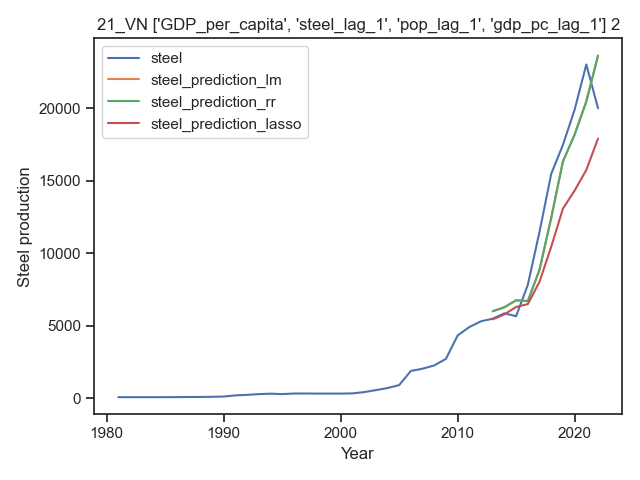 21_VN ['GDP_per_capita', 'steel_lag_1', 'pop_lag_1', 'gdp_pc_lag_1'] 2
steel
steel_prediction_lm
steel_prediction_rr
steel_prediction_lasso
Steel production
20000
15000
10000
5000
0
1980
1990
2000
2010
2020
Year